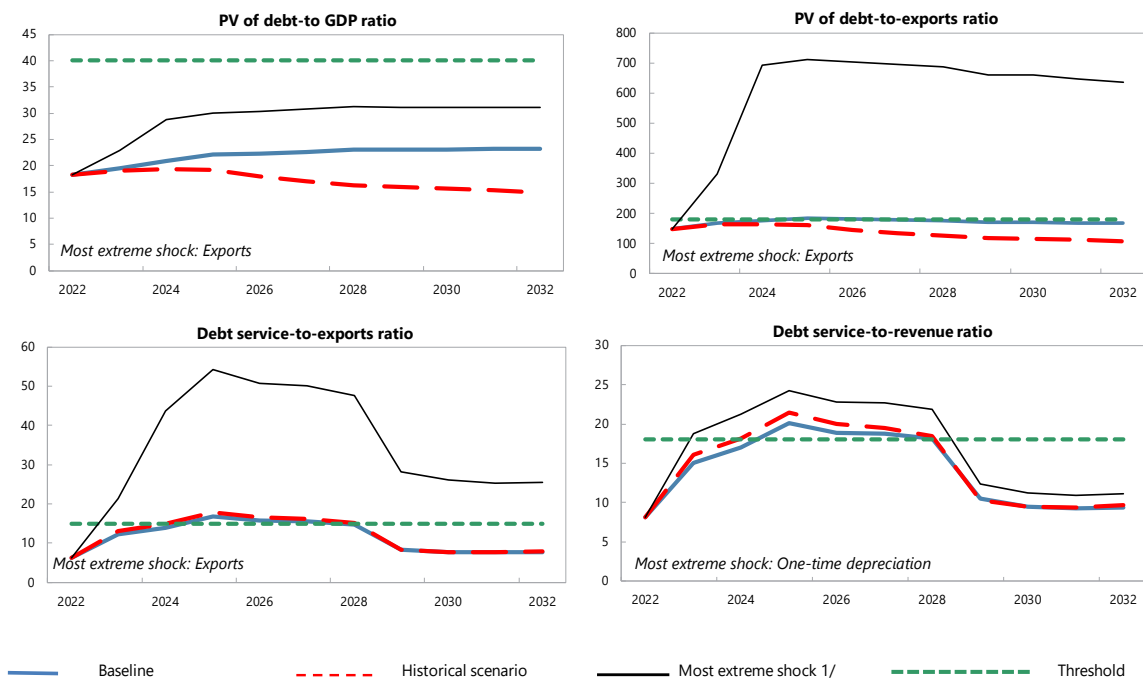 PV of debt-to GDP ratio
45
40
35
30
25
20
15
10
5
0
Most extreme shock: Exports
2022 2024 2026 2028 2030 2032
PV of debt-to-exports ratio
800
700
600
500
400
300
200
100
0
Most extreme shock: Exports
2022 2024 2026 2028 2030 2032
Debt service-to-exports ratio
60
50
40
30
20
10
0
Most extreme shock: Exports
2022 2024 2026 2028 2030 2032
Debt service-to-revenue ratio
30
25
20
15
10
5
0
Most extreme shock: One-time depreciation
2022 2024 2026 2028 2030 2032
Baseline Historical scenario Most extreme shock 1/ Threshold